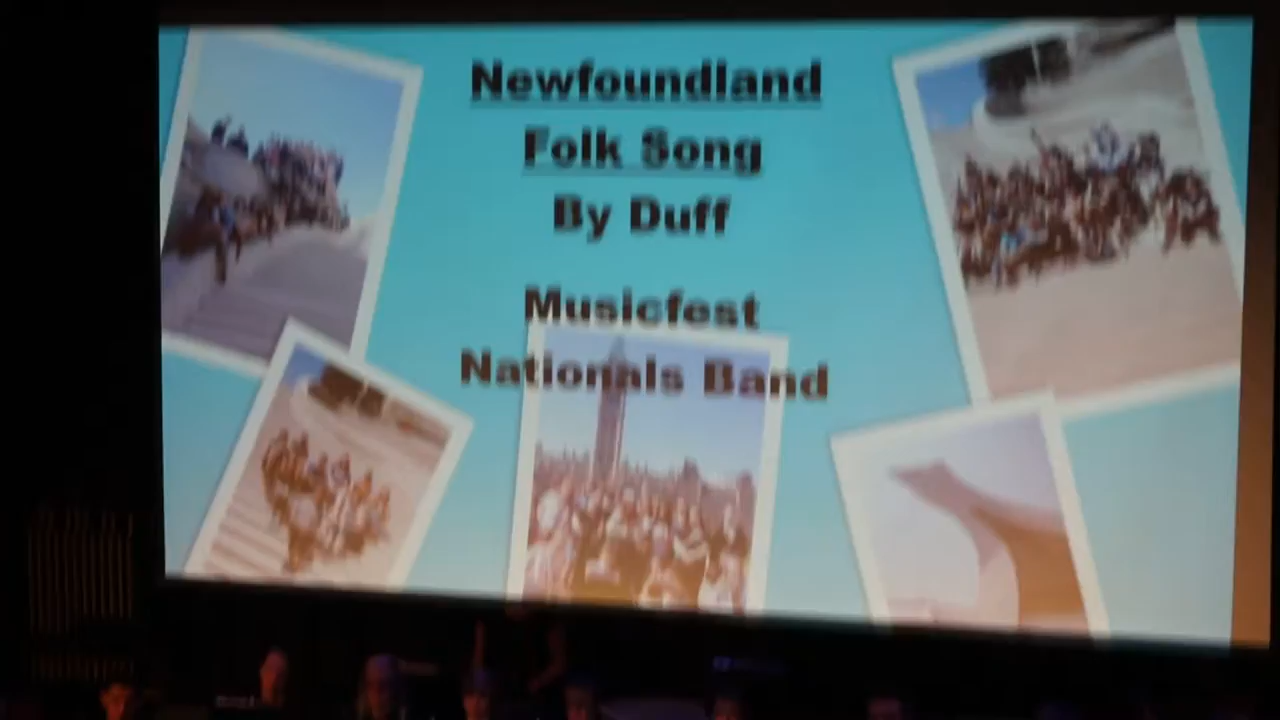 Newfoundland
Folk Song
By Duff
Musicfest
Nationals Band